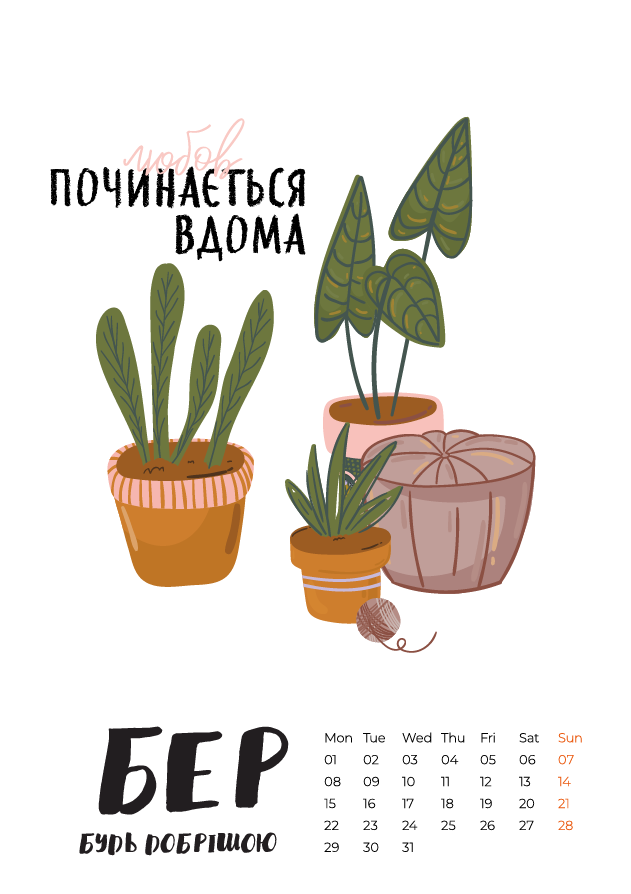 любов
ПОЧИНАЄТЬСЯ
ВДОМА
БЕР
БУДЬ ДОБРІШОЮ
Mon Tue Wed Thu Fri Sat Sun
01 02 03 04 05 06 07
08 09 10 11 12 13 14
15 16 17 18 19 20 21
22 23 24 25 26 27 28
29 30 31